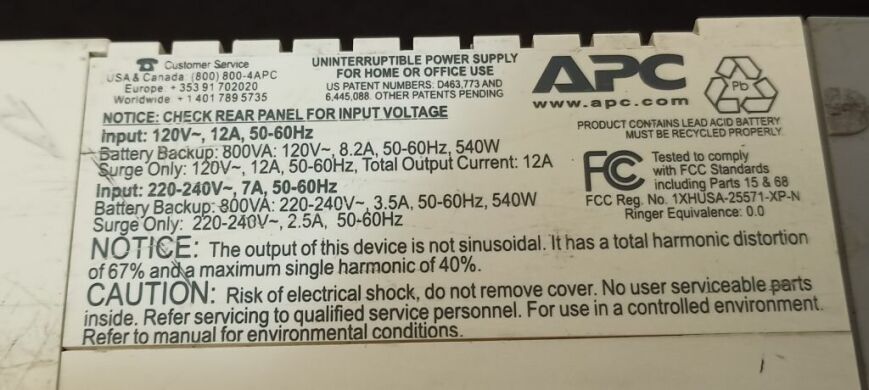 Customer Service
USA & Canada (800) 800-4APC
Europe +353 91 702020
Worldwide +1 401 789 5735
UNINTERRUPTIBLE POWER SUPPLY
FOR HOME OR OFFICE USE
US PATENT NUMBERS: D463,773 AND
6,445,088. OTHER PATENTS PENDING
APC
www.apc.com
Pb
PRODUCT CONTAINS LEAD ACID BATTERY
MUST BE RECYCLED PROPERLY
NOTICE: CHECK REAR PANEL FOR INPUT VOLTAGE
Input: 120V~, 12A, 50-60Hz
Battery Backup: 800VA: 120V~, 8.2A, 50-60Hz, 540W
Surge Only: 120V~, 12A, 50-60Hz, Total Output Current: 12A
Input: 220-240V~, 7A, 50-60Hz
Battery Backup: 800VA: 220-240V~, 3.5A, 50-60Hz, 540W
Surge Only: 220-240V~, 2.5A, 50-60Hz
FC
Tested to comply
with FCC Standards
including Parts 15 & 68
FCC Reg. No. 1XHUSA-25571-XP-N
Ringer Equivalence: 0.0
NOTICE: The output of this device is not sinusoidal. It has a total harmonic distortion
of 67% and a maximum single harmonic of 40%.
CAUTION: Risk of electrical shock, do not remove cover. No user serviceable parts
inside. Refer servicing to qualified service personnel. For use in a controlled environment.
Refer to manual for environmental conditions.